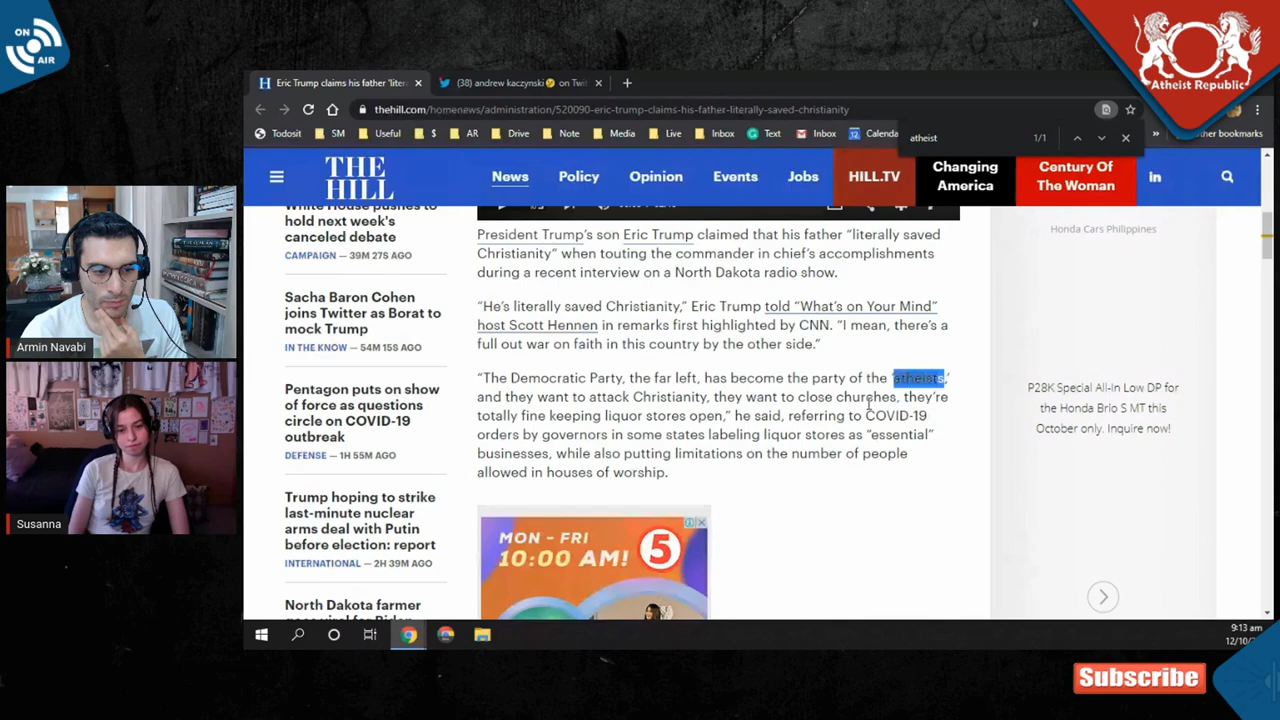 ON
AIR
Atheist Republic
Eric Trump claims his father 'liter
(38) andrew kaczynski🤔 on Twi
thehill.com/homenews/administration/520090-eric-trump-claims-his-father-literally-saved-christianity
Todosit
SM
Useful
$
AR
Drive
Note
Media
Live
Inbox
Text
Inbox
Calenda
her bookmarks
atheist
1/1
THE
HILL
News
Policy
Opinion
Events
Jobs
HILL.TV
Changing
America
Century Of
The Woman
in
White House pushes to
hold next week's
canceled debate
CAMPAIGN — 39M 27S AGO
Sacha Baron Cohen
joins Twitter as Borat to
mock Trump
IN THE KNOW — 54M 15S AGO
Pentagon puts on show
of force as questions
circle on COVID-19
outbreak
DEFENSE — 1H 55M AGO
Trump hoping to strike
last-minute nuclear
arms deal with Putin
before election: report
INTERNATIONAL — 2H 39M AGO
North Dakota farmer
President Trump's son Eric Trump claimed that his father “literally saved
Christianity” when touting the commander in chief's accomplishments
during a recent interview on a North Dakota radio show.
“He's literally saved Christianity,” Eric Trump told “What's on Your Mind”
host Scott Hennen in remarks first highlighted by CNN. “I mean, there's a
full out war on faith in this country by the other side.”
“The Democratic Party, the far left, has become the party of the ‘atheists,’
and they want to attack Christianity, they want to close churches, they're
totally fine keeping liquor stores open,” he said, referring to COVID-19
orders by governors in some states labeling liquor stores as “essential”
businesses, while also putting limitations on the number of people
allowed in houses of worship.
MON - FRI
10:00 AM!
5
Honda Cars Philippines
P28K Special All-In Low DP for
the Honda Brio S MT this
October only. Inquire now!
Armin Navabi
Susanna
9:13 am
12/10/2
Subscribe